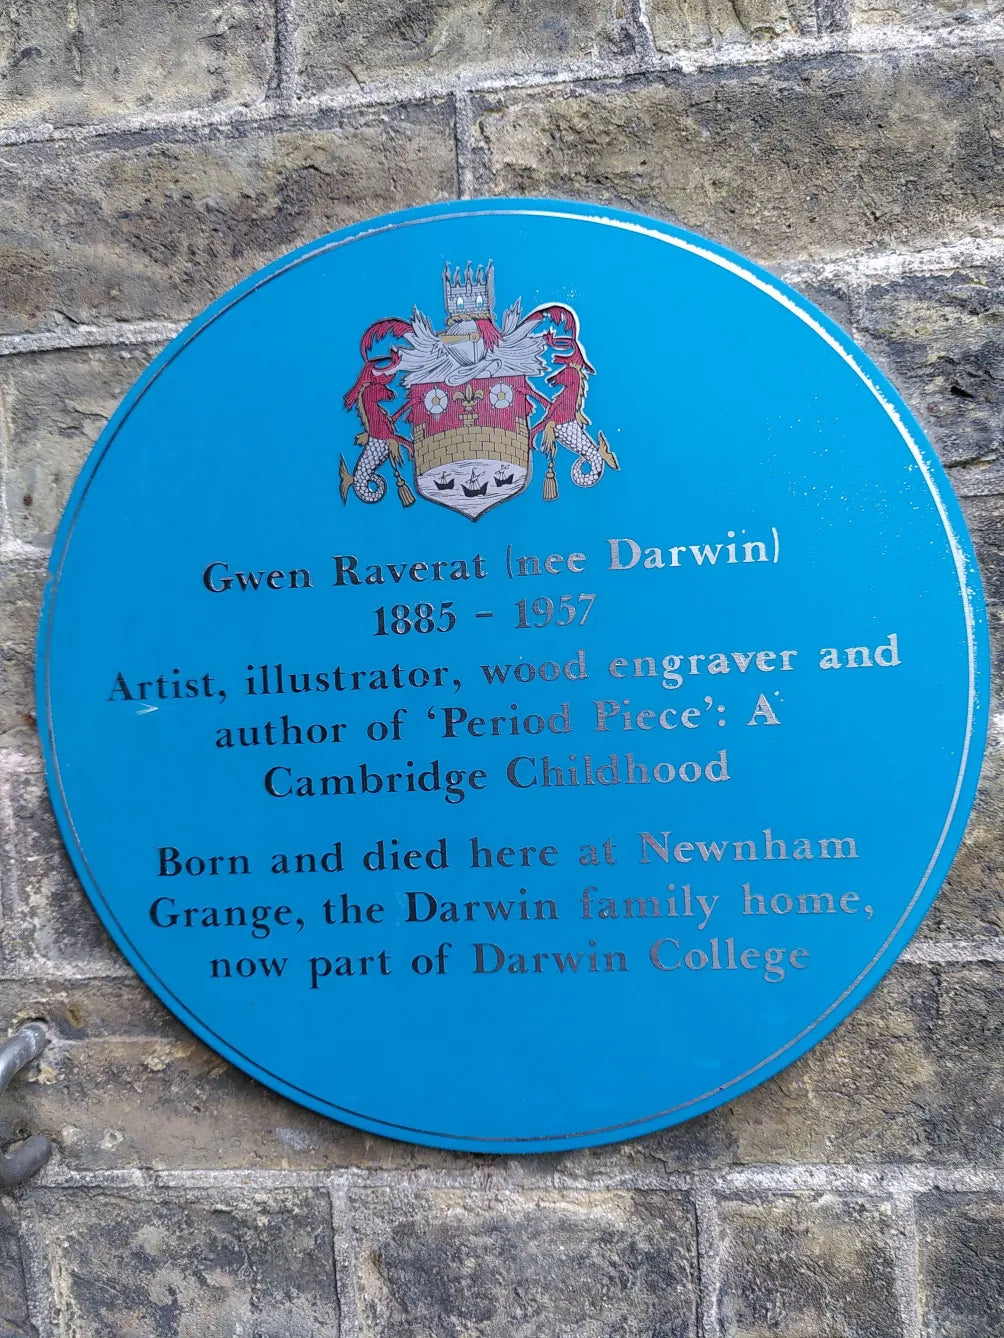 Gwen Raverat (nee Darwin)
1885 - 1957
Artist, illustrator, wood engraver and
author of ‘Period Piece’: A
Cambridge Childhood
Born and died here at Newnham
Grange, the Darwin family home,
now part of Darwin College